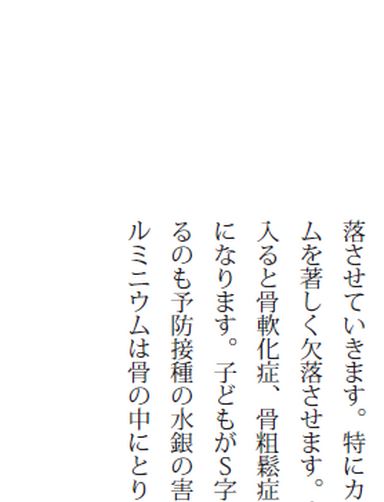 落させていきます。特にカ
ムを著しく欠落させます。
入ると骨軟化症、骨粗鬆症
になります。子どもがS字
るのも予防接種の水銀の害
ルミニウムは骨の中にとり